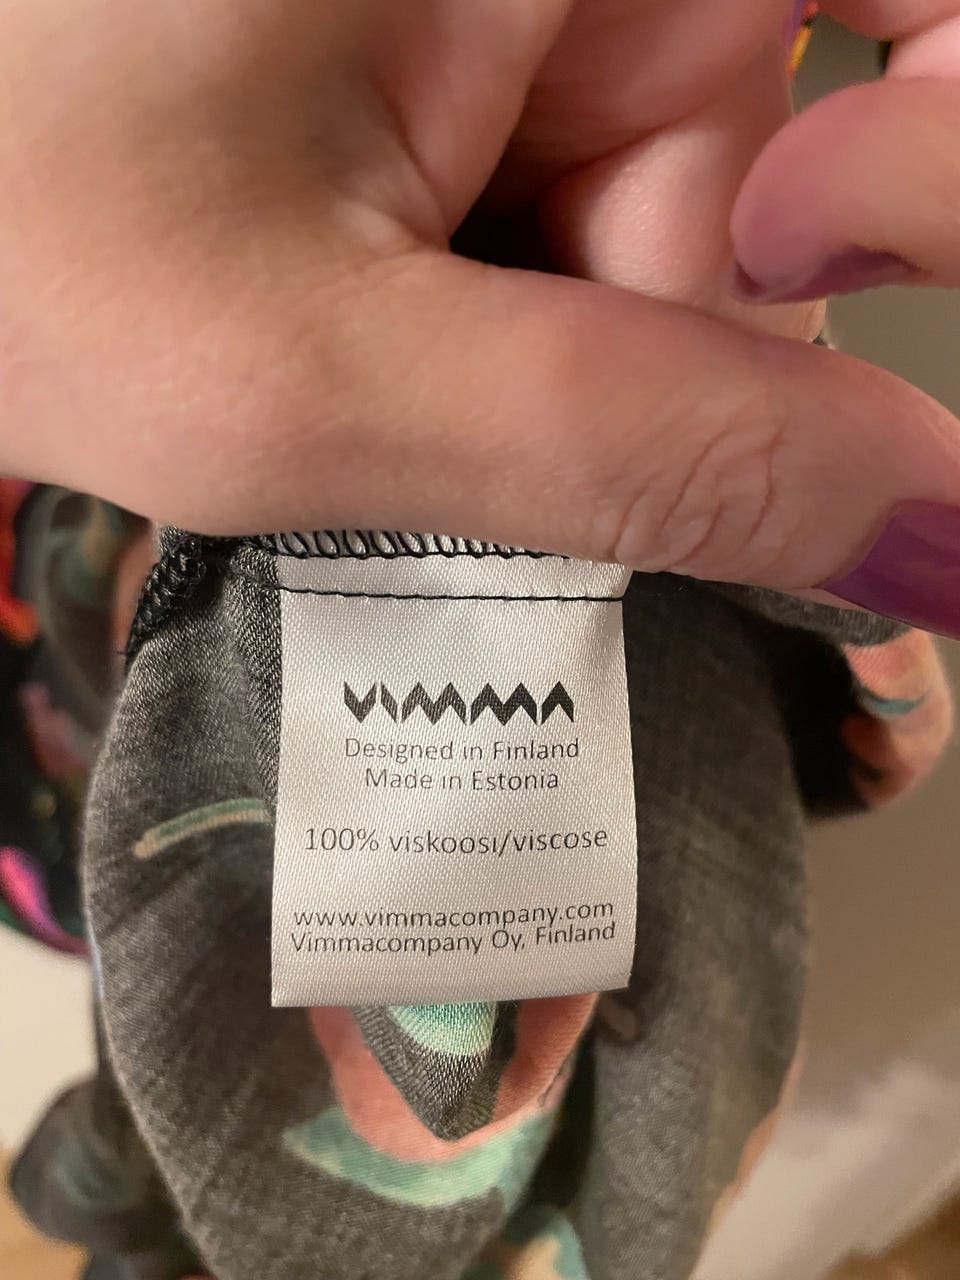 VIMMA
Designed in Finland
Made in Estonia
100% viskoosi/viscose
www.vimmacompany.com
Vimmacompany Oy, Finland